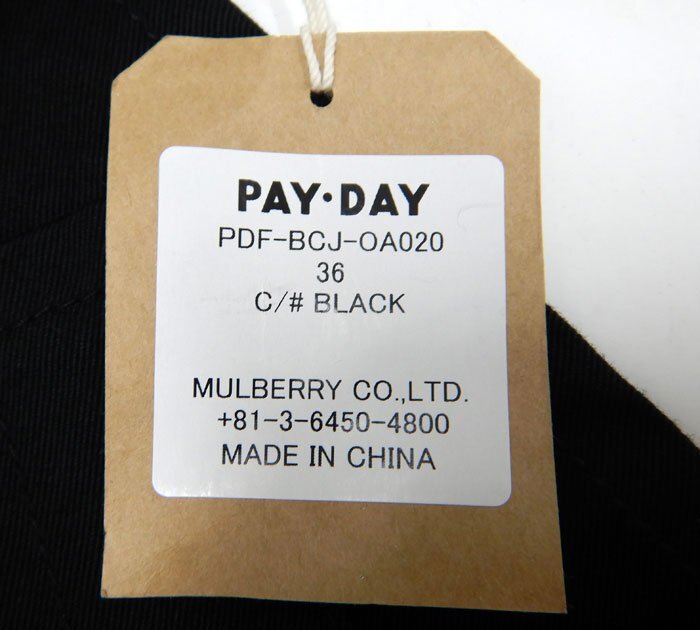 PAY·DAY
PDF-BCJ-OA020
36
C/# BLACK
MULBERRY CO.,LTD.
+81-3-6450-4800
MADE IN CHINA